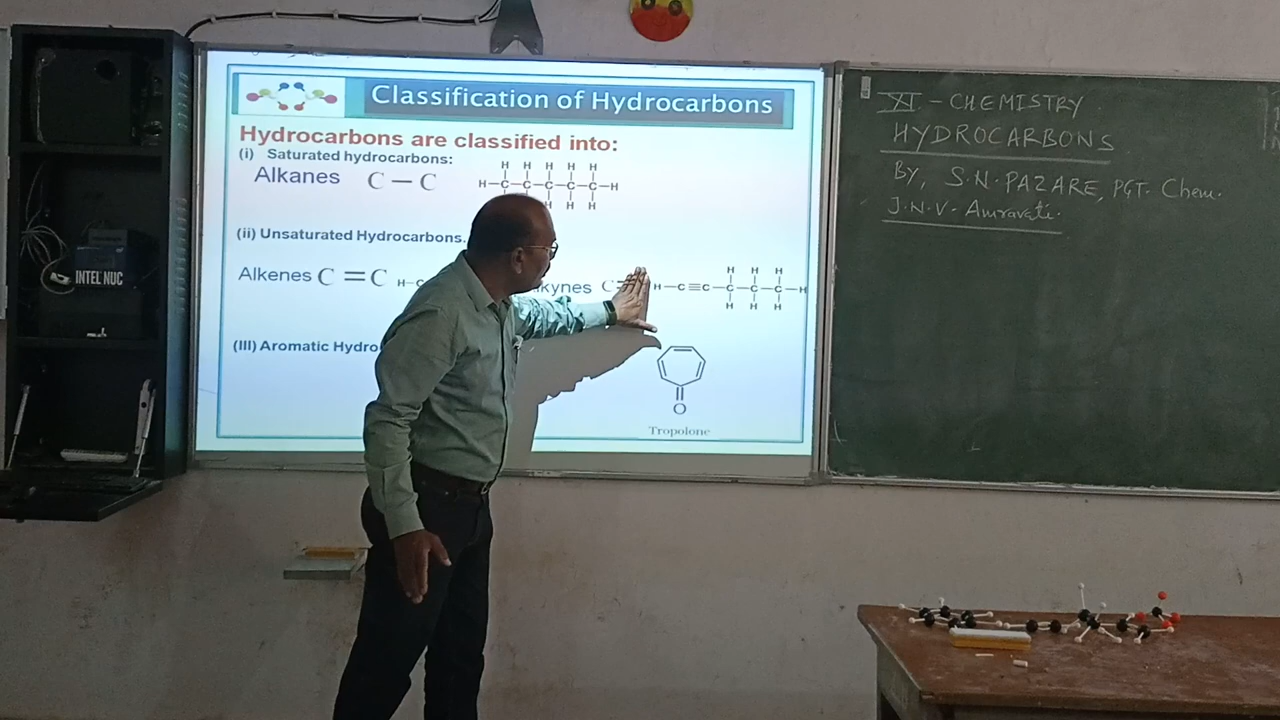 Classification of Hydrocarbons
Hydrocarbons are classified into:
(i) Saturated hydrocarbons:
Alkanes C – C
H H H H H
H–C–C–C–C–C–H
H H H
(ii) Unsaturated Hydrocarbons.
Alkenes C = C H–C
kynes C
H–C≡C–C–C–C–H
H H H
H H H
(III) Aromatic Hydro
O
Tropolone
INTEL NUC
XI - CHEMISTRY
HYDROCARBONS
By, S.N. PAZARE, PGT. Chem.
J.N.V. Amravati.